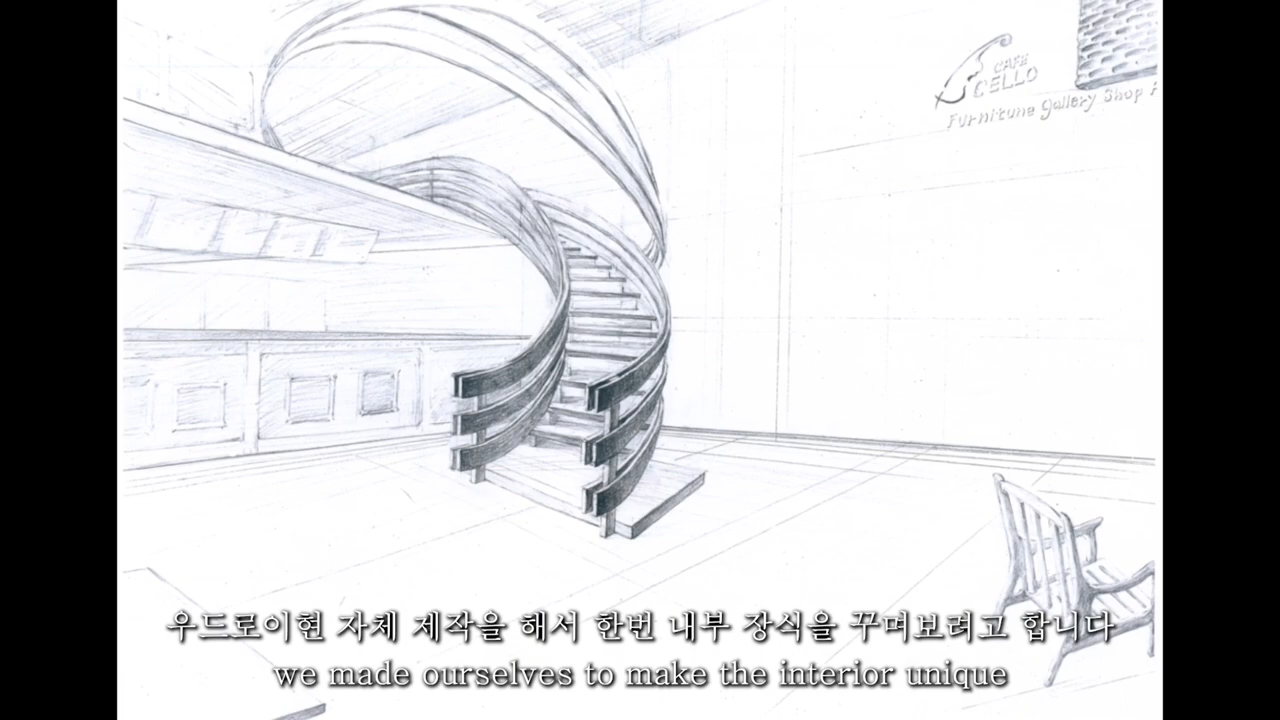 CAFE
CELLO
Furniture gallery Shop
우드로이현 자체 제작을 해서 한번 내부 장식을 꾸며보려고 합니다
we made ourselves to make the interior unique